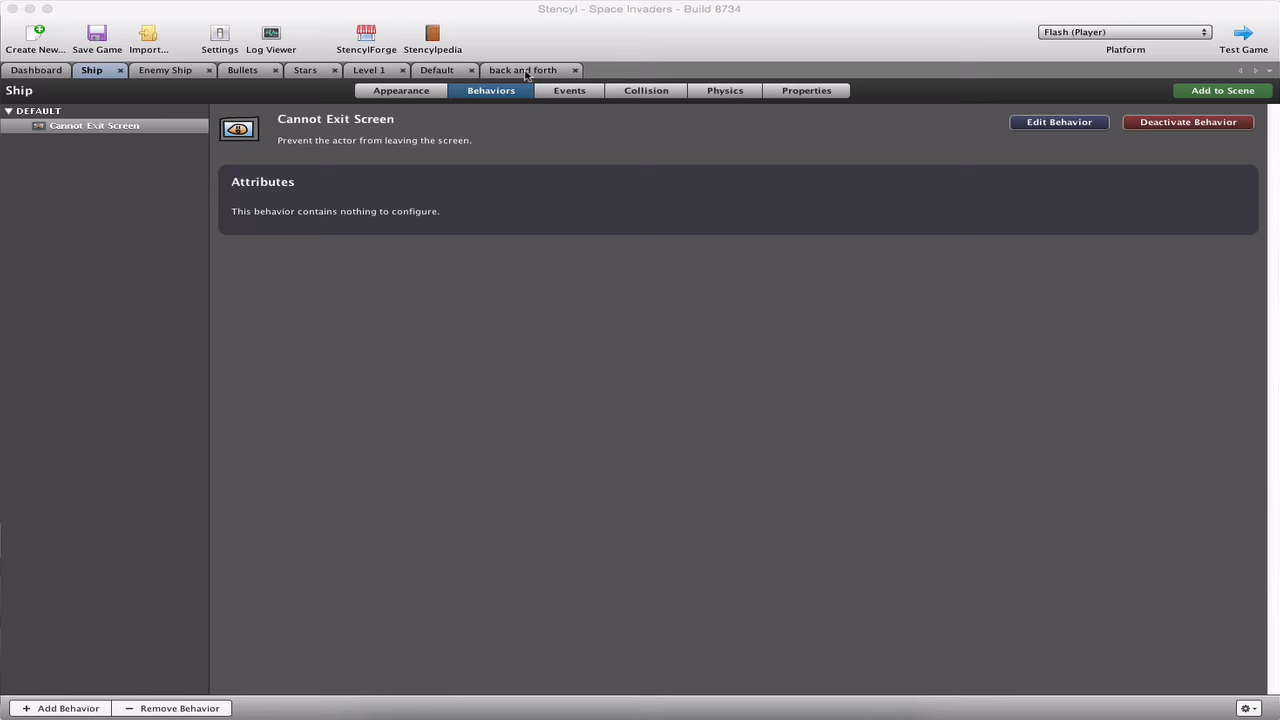 Stencyl - Space Invaders - Build 8734
Create New... Save Game Import... Settings Log Viewer StencylForge Stencylpedia Flash (Player) Platform Test Game
Dashboard Ship Enemy Ship Bullets Stars Level 1 Default back and forth
Ship Appearance Behaviors Events Collision Physics Properties Add to Scene
DEFAULT
Cannot Exit Screen
Cannot Exit Screen
Prevent the actor from leaving the screen.
Edit Behavior Deactivate Behavior
Attributes
This behavior contains nothing to configure.
+ Add Behavior - Remove Behavior